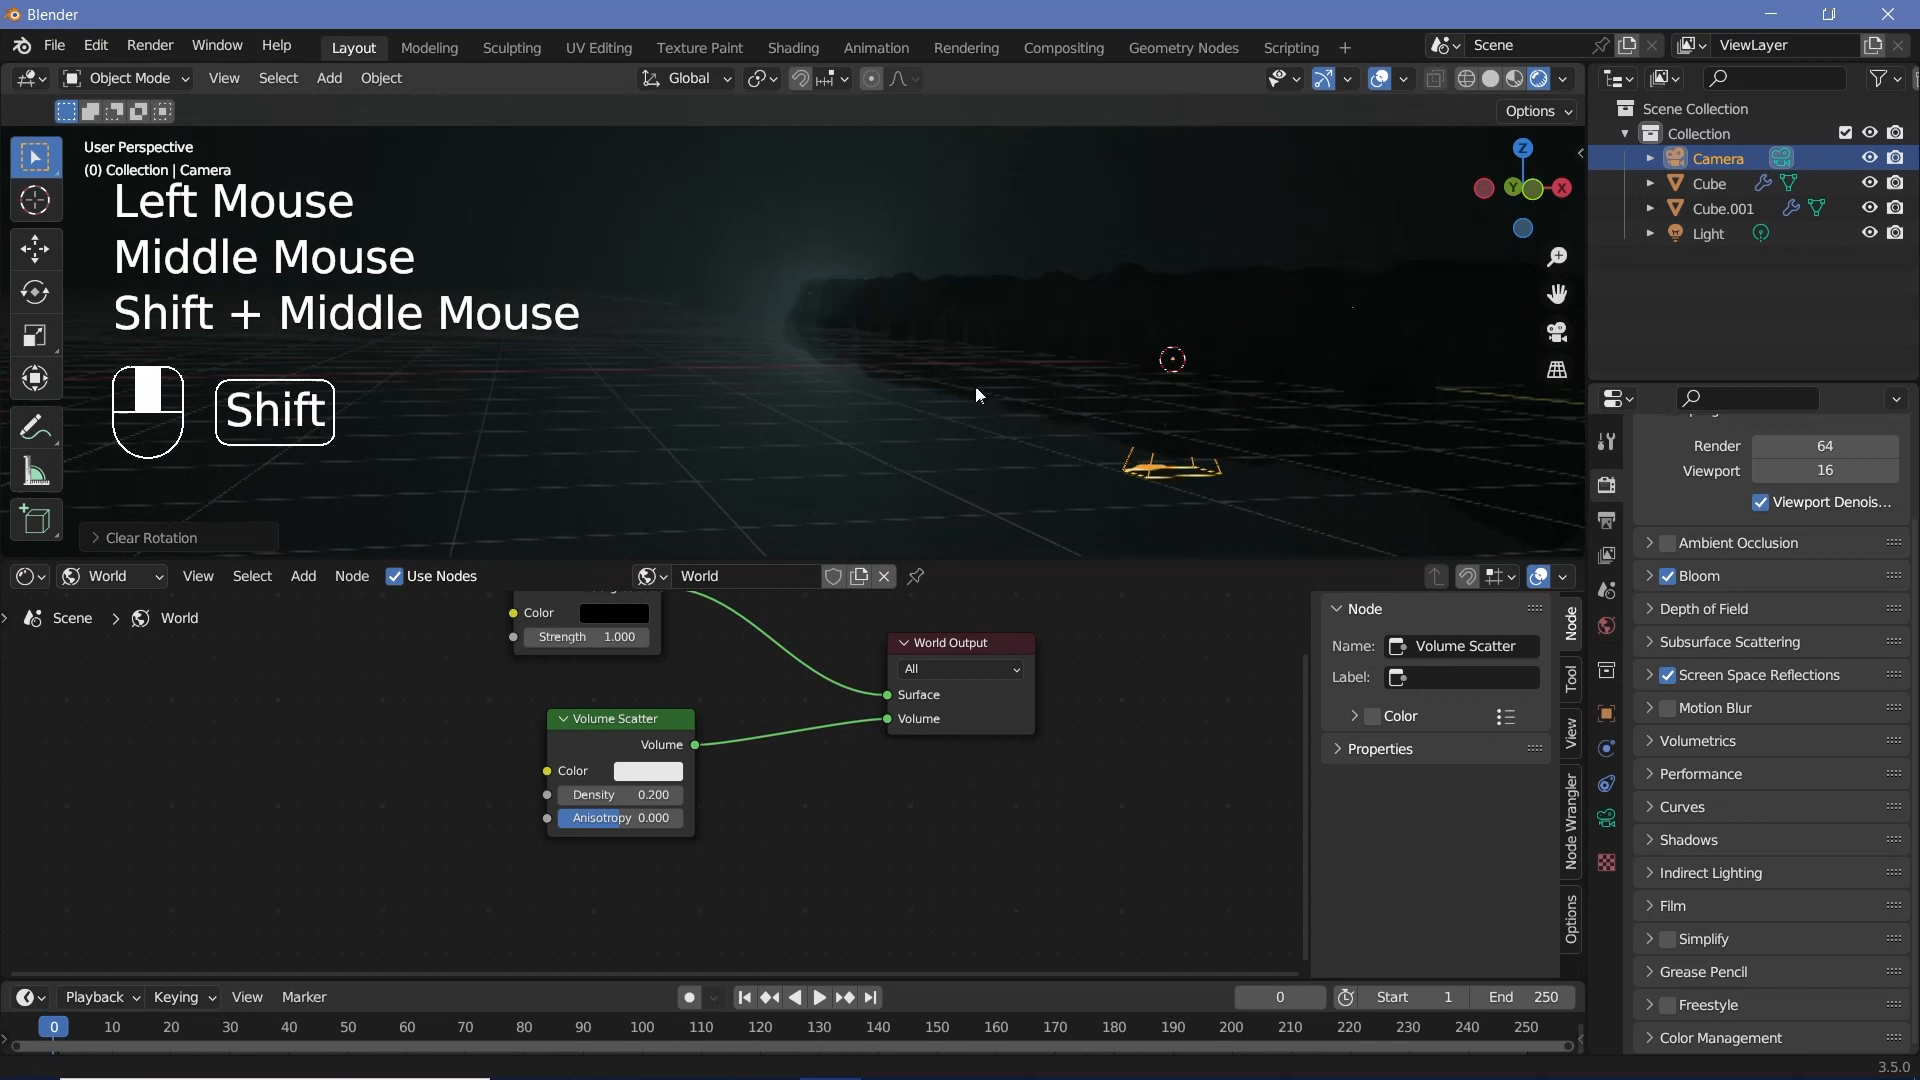 Blender
File Edit Render Window Help Layout Modeling Sculpting UV Editing Texture Paint Shading Animation Rendering Compositing Geometry Nodes Scripting + Scene ViewLayer
Object Mode View Select Add Object Global
Options
User Perspective
(0) Collection | Camera
Left Mouse
Middle Mouse
Shift + Middle Mouse
Shift
Z
Y
X
Clear Rotation
Scene Collection
Collection
Camera
Cube
Cube.001
Light
Render 64
Viewport 16
Viewport Denois...
Ambient Occlusion
Bloom
Depth of Field
Subsurface Scattering
Screen Space Reflections
Motion Blur
Volumetrics
Performance
Curves
Shadows
Indirect Lighting
Film
Simplify
Grease Pencil
Freestyle
Color Management
World View Select Add Node Use Nodes World
Scene > World
Color
Strength 1.000
World Output
All
Surface
Volume
Volume Scatter
Volume
Color
Density 0.200
Anisotropy 0.000
Node
Name: Volume Scatter
Label:
Color
Properties
Node
Tool
View
Node Wrangler
Options
Playback Keying View Marker 0 Start 1 End 250
0 10 20 30 40 50 60 70 80 90 100 110 120 130 140 150 160 170 180 190 200 210 220 230 240 250
3.5.0